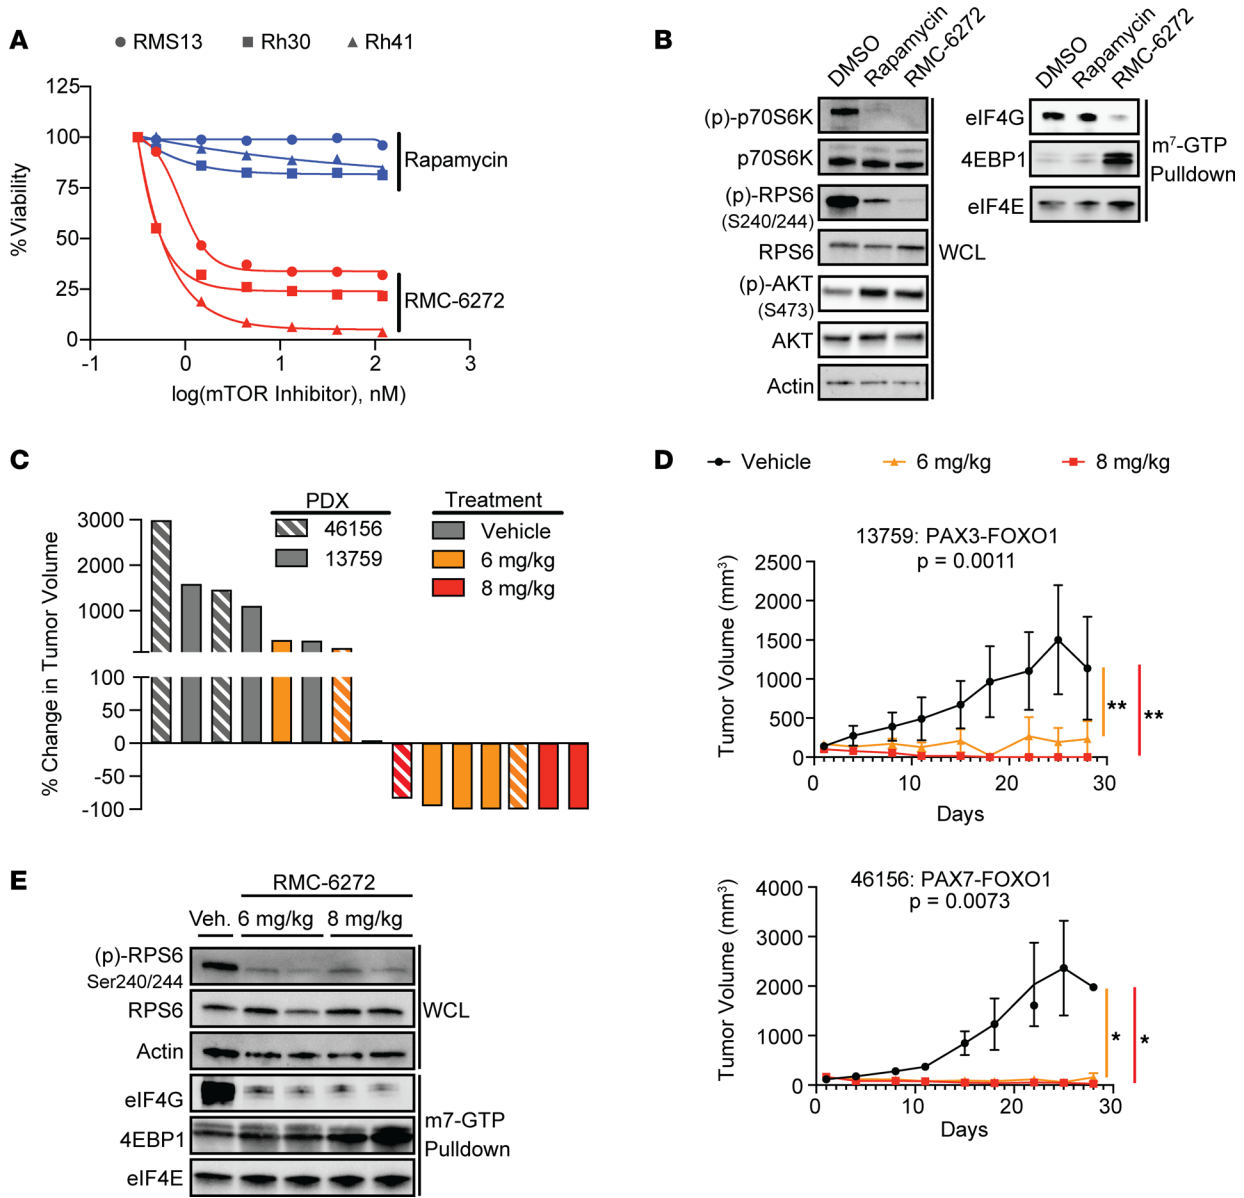 A
RMS13 Rh30 Rh41
125
100
75
50
25
0
% Viability
-1 0 1 2 3
log(mTOR Inhibitor), nM)
Rapamycin
RMC-6272
B
DMSO
Rapamycin
RMC-6272
(p)-p70S6K
p70S6K
(p)-RPS6
(S240/244)
RPS6
(p)-AKT
(S473)
AKT
Actin
WCL
DMSO
Rapamycin
RMC-6272
eIF4G
4EBP1
eIF4E
m⁷-GTP
Pulldown
C
PDX
46156
13759
Treatment
Vehicle
6 mg/kg
8 mg/kg
3000
2000
1000
100
50
0
-50
-100
% Change in Tumor Volume
D
Vehicle 6 mg/kg 8 mg/kg
13759: PAX3-FOXO1
p = 0.0011
2500
2000
1500
1000
500
0
Tumor Volume (mm³)
0 10 20 30
Days
**
**
46156: PAX7-FOXO1
p = 0.0073
4000
3000
2000
1000
0
Tumor Volume (mm³)
0 10 20 30
Days
*
*
E
RMC-6272
Veh. 6 mg/kg 8 mg/kg
(p)-RPS6
Ser240/244
RPS6
Actin
WCL
eIF4G
4EBP1
eIF4E
m7-GTP
Pulldown